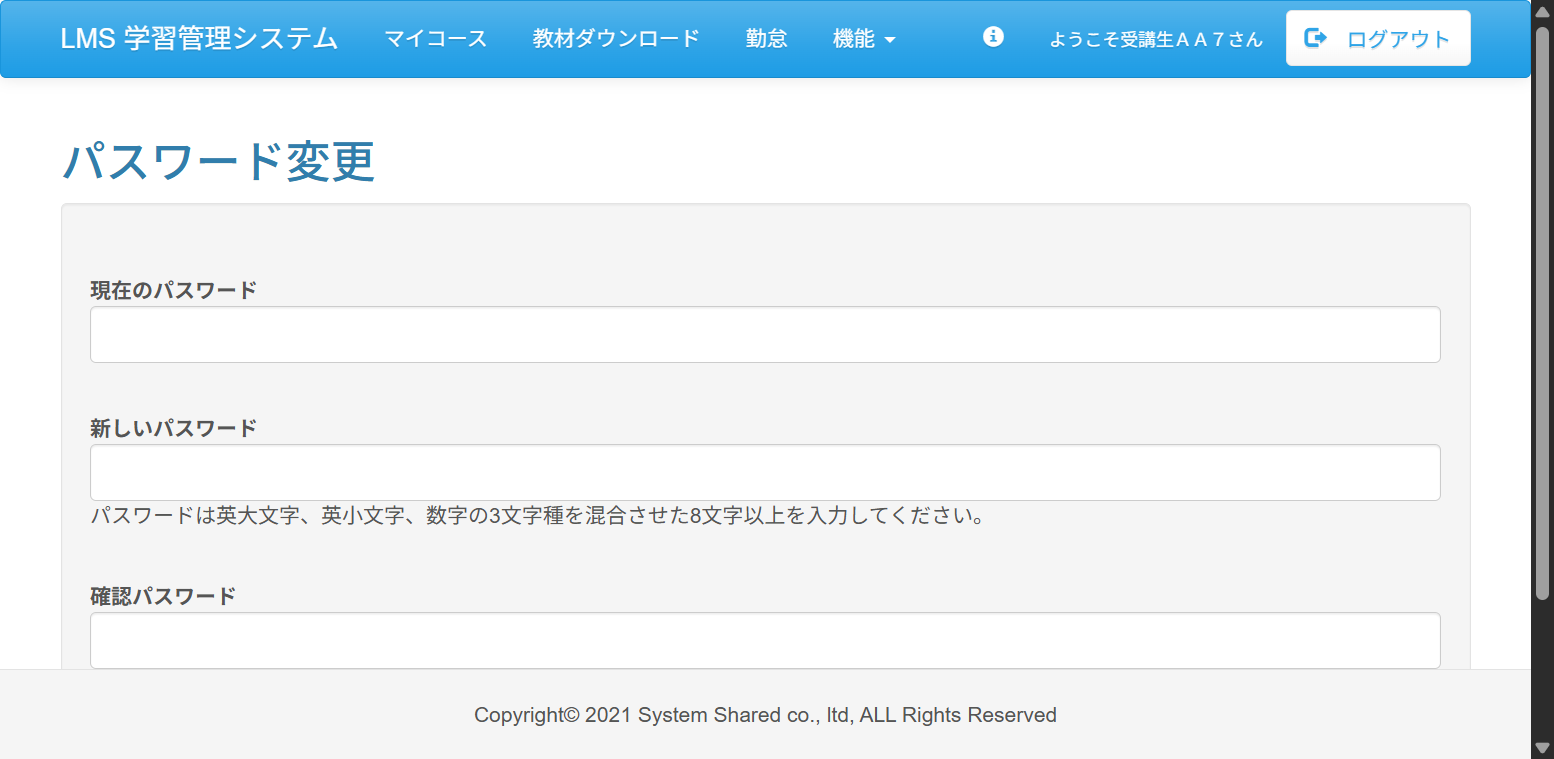 LMS 学習管理システム マイコース 教材ダウンロード 勤怠 機能 ようこそ受講生ＡＡ７さん ログアウト
パスワード変更
現在のパスワード
新しいパスワード
パスワードは英大文字、英小文字、数字の3文字種を混合させた8文字以上を入力してください。
確認パスワード
Copyright© 2021 System Shared co., ltd, ALL Rights Reserved